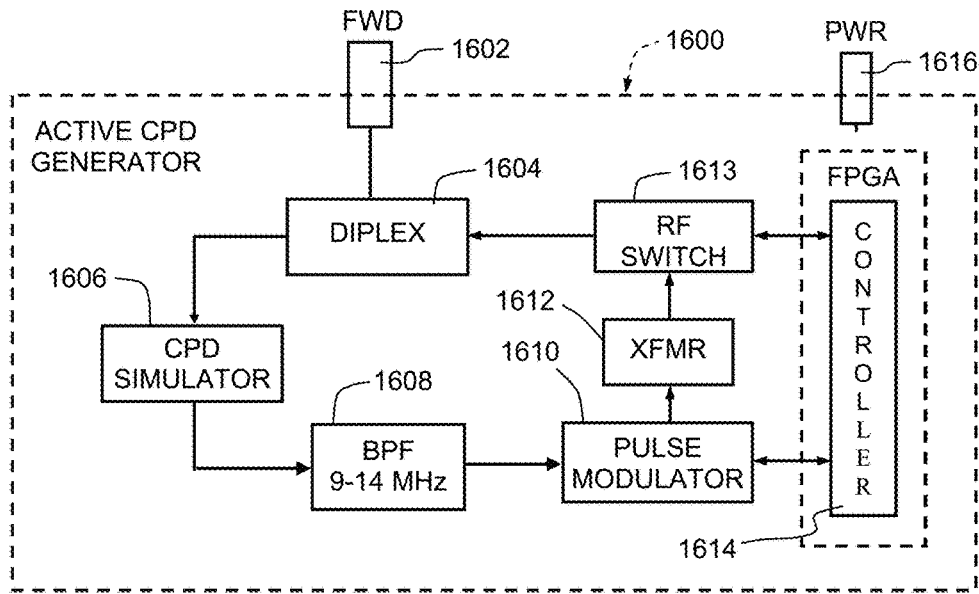 FWD
1602
1600
PWR
1616
ACTIVE CPD
GENERATOR
1604
1613
FPGA
DIPLEX
RF
SWITCH
CONTROLLER
1606
1612
CPD
SIMULATOR
XFMR
1610
1608
BPF
9-14 MHz
PULSE
MODULATOR
1614